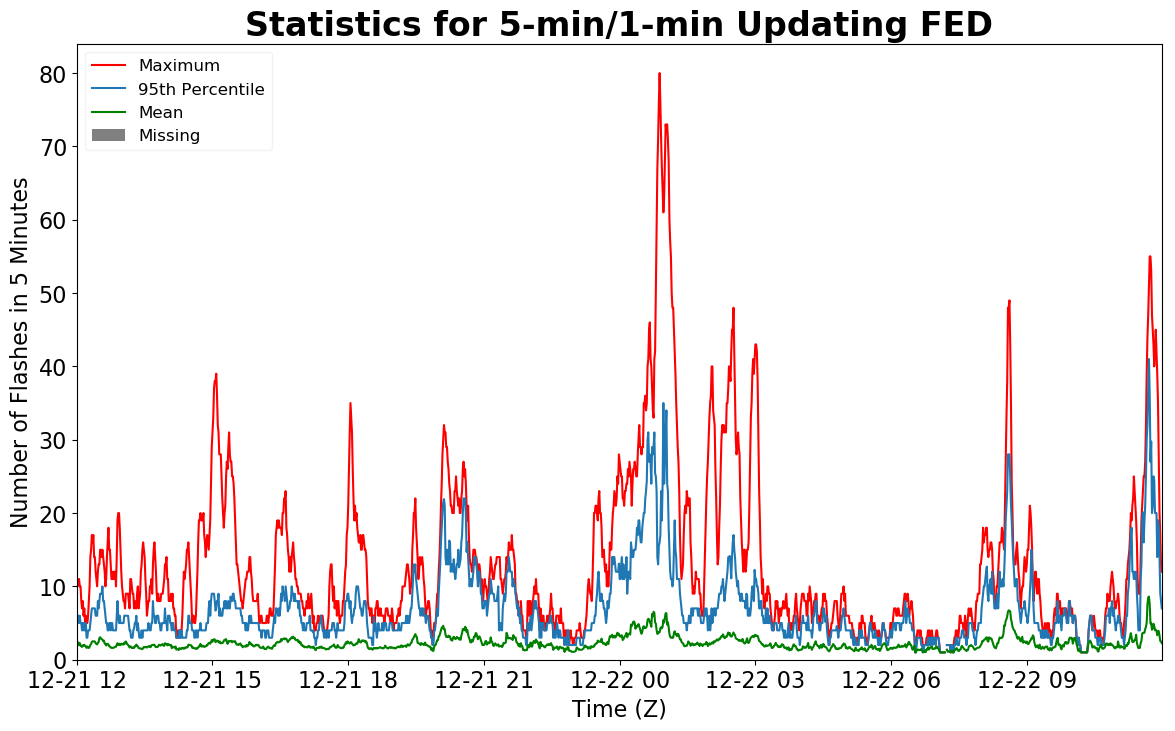 Statistics for 5-min/1-min Updating FED
Maximum
95th Percentile
Mean
Missing
Number of Flashes in 5 Minutes
80
70
60
50
40
30
20
10
0
12-21 12
12-21 15
12-21 18
12-21 21
12-22 00
12-22 03
12-22 06
12-22 09
Time (Z)